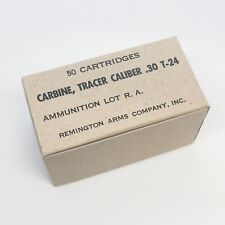 50 CARTRIDGES
CARBINE, TRACER CALIBER .30 T-24
AMMUNITION LOT R. A.
REMINGTON ARMS COMPANY, INC.